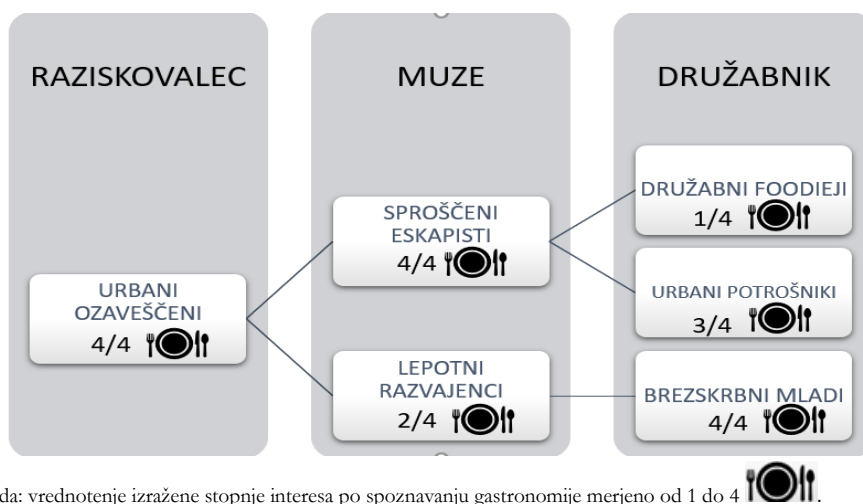 RAZISKOVALEC
MUZE
DRUŽABNIK
URBANI
OZAVEŠČENI
4/4
SPROŠČENI
ESKAPISTI
4/4
LEPOTNI
RAZVAJENCI
2/4
DRUŽABNI FOODIEJI
1/4
URBANI POTROŠNIKI
3/4
BREZSKRBNI MLADI
4/4
da: vrednotenje izražene stopnje interesa po spoznavanju gastronomije merjeno od 1 do 4 .